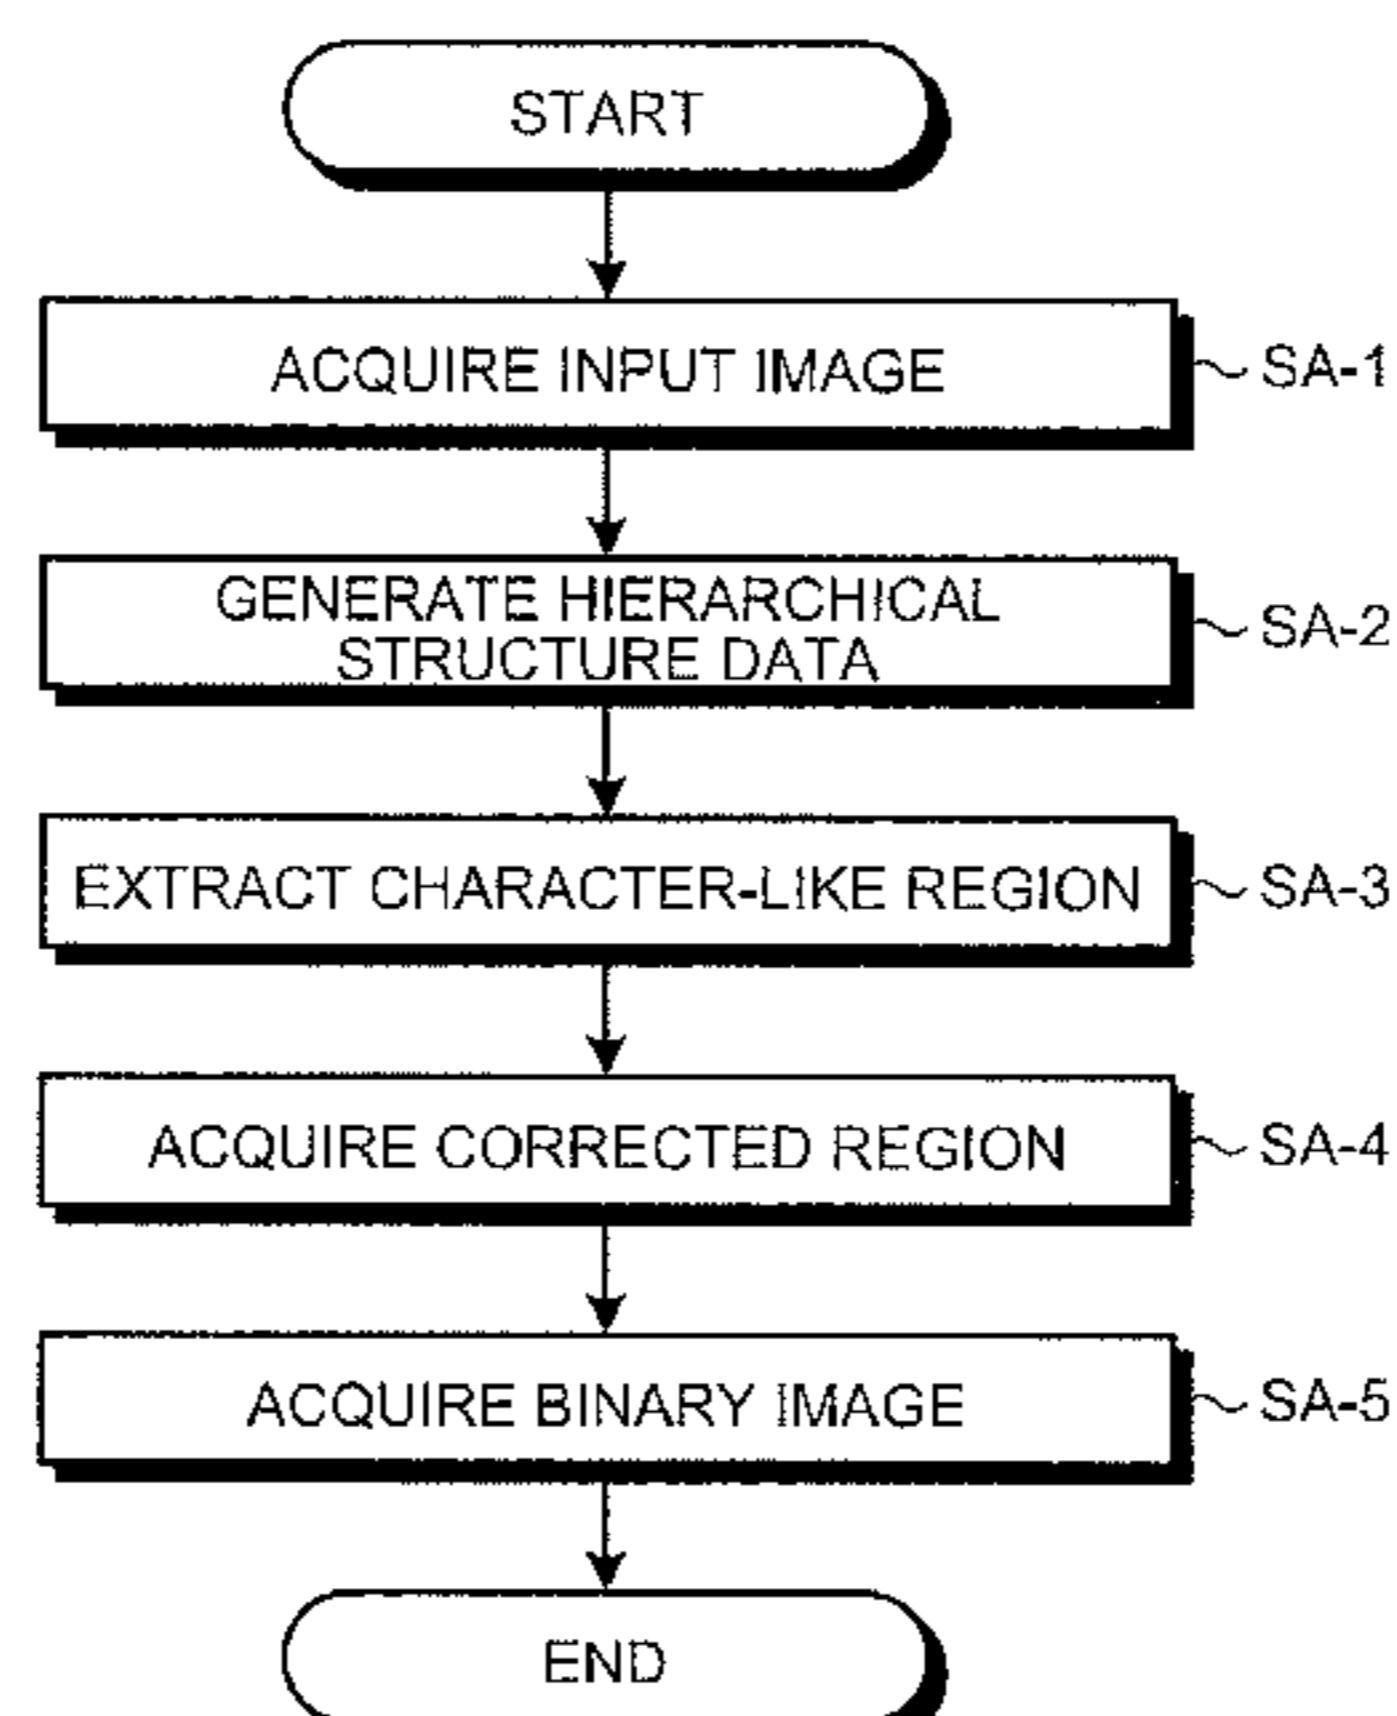 START
ACQUIRE INPUT IMAGE
SA-1
GENERATE HIERARCHICAL
STRUCTURE DATA
SA-2
EXTRACT CHARACTER-LIKE REGION
SA-3
ACQUIRE CORRECTED REGION
SA-4
ACQUIRE BINARY IMAGE
SA-5
END